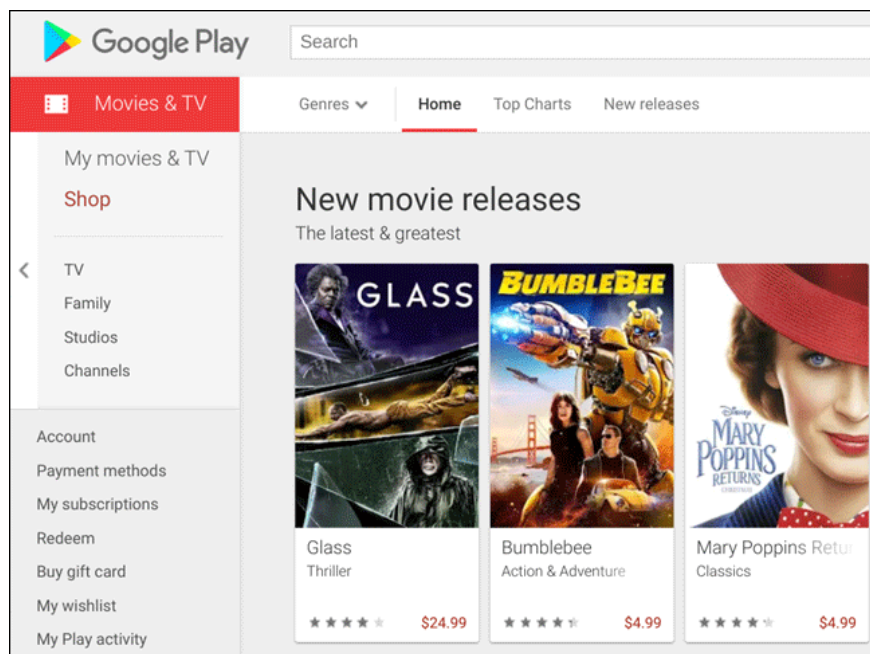 Google Play
Search
Movies & TV
Genres
Home
Top Charts
New releases
My movies & TV
Shop
TV
Family
Studios
Channels
Account
Payment methods
My subscriptions
Redeem
Buy gift card
My wishlist
My Play activity
New movie releases
The latest & greatest
GLASS
Glass
Thriller
$24.99
BUMBLEBEE
Bumblebee
Action & Adventure
$4.99
Disney
MARY
POPPINS
RETURNS
Mary Poppins Retur
Classics
$4.99